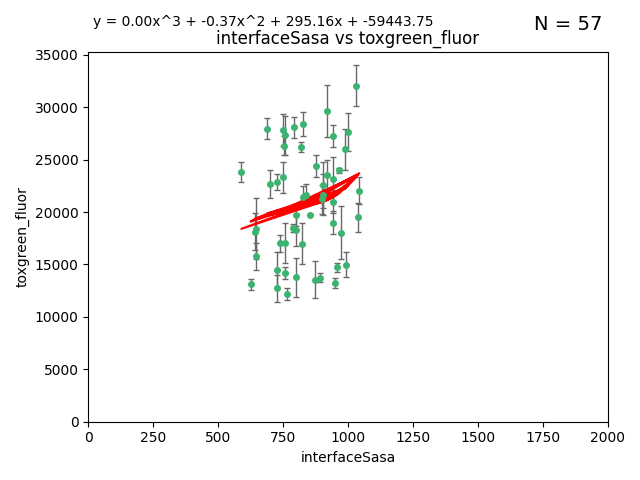 y = 0.00x^3 + -0.37x^2 + 295.16x + -59443.75
N = 57
interfaceSasa vs toxgreen_fluor
35000
30000
25000
20000
15000
10000
5000
0
toxgreen_fluor
0 250 500 750 1000 1250 1500 1750 2000
interfaceSasa